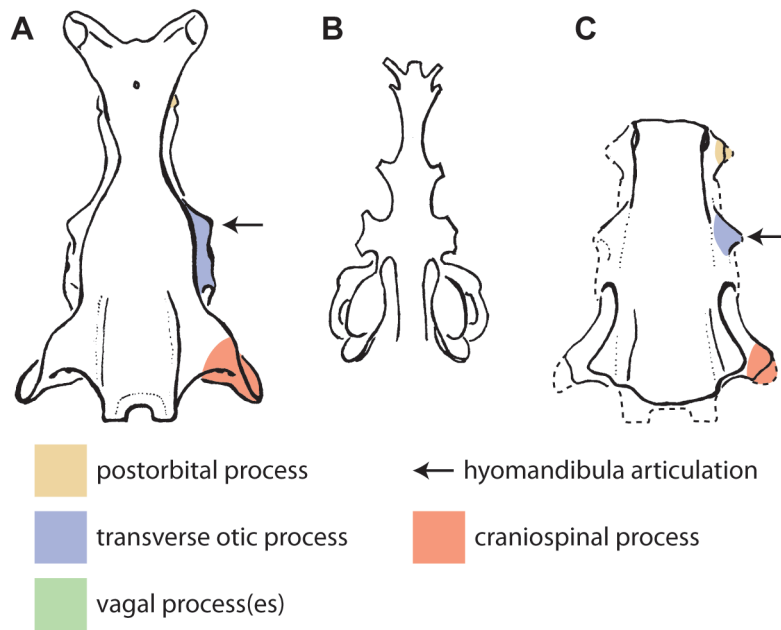 A
B
C
postorbital process
hyomandibula articulation
transverse otic process
craniospinal process
vagal process(es)